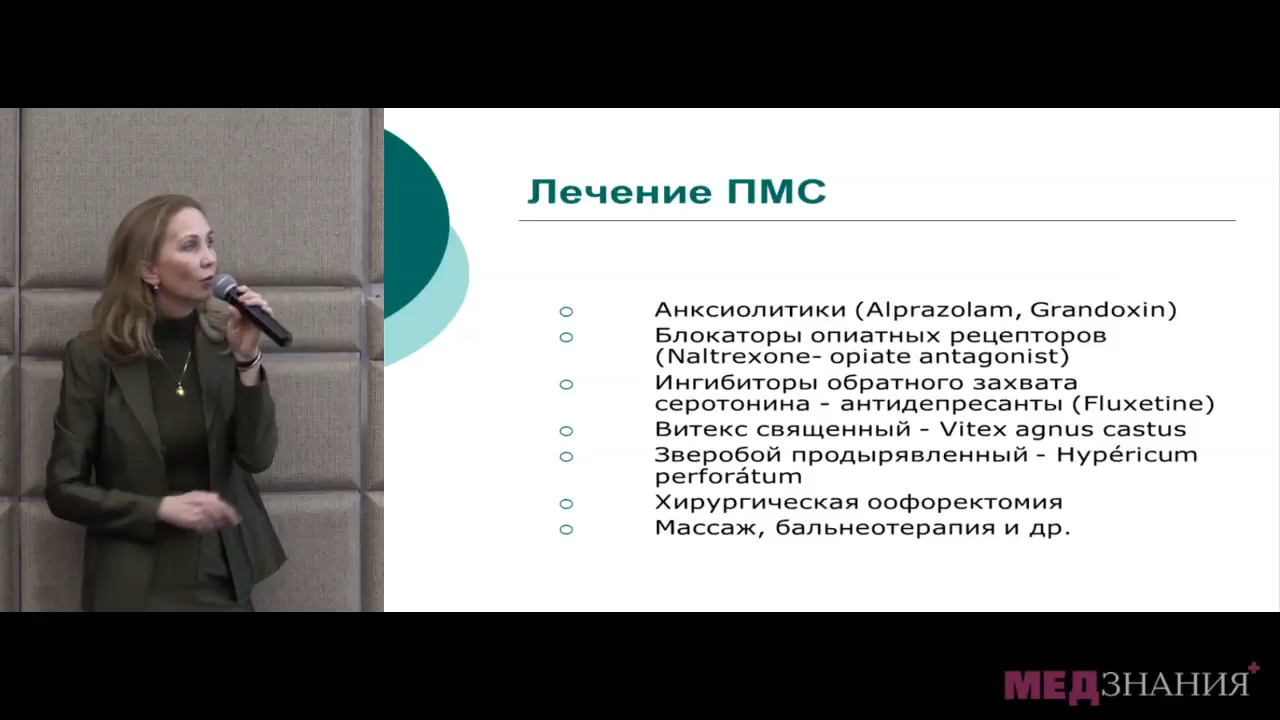 Лечение ПМС
Анксиолитики (Alprazolam, Grandoxin)
Блокаторы опиатных рецепторов
(Naltrexone- opiate antagonist)
Ингибиторы обратного захвата
серотонина - антидепресанты (Fluxetine)
Витекс священный - Vitex agnus castus
Зверобой продырявленный - Hypéricum
perforátum
Хирургическая оофоректомия
Массаж, бальнеотерапия и др.
МЕДЗНАНИЯ+